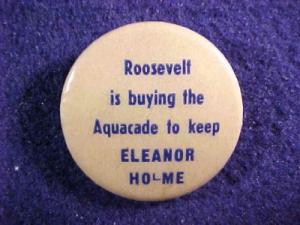 Roosevelt
is buying the
Aquacade to keep
ELEANOR
HOLME